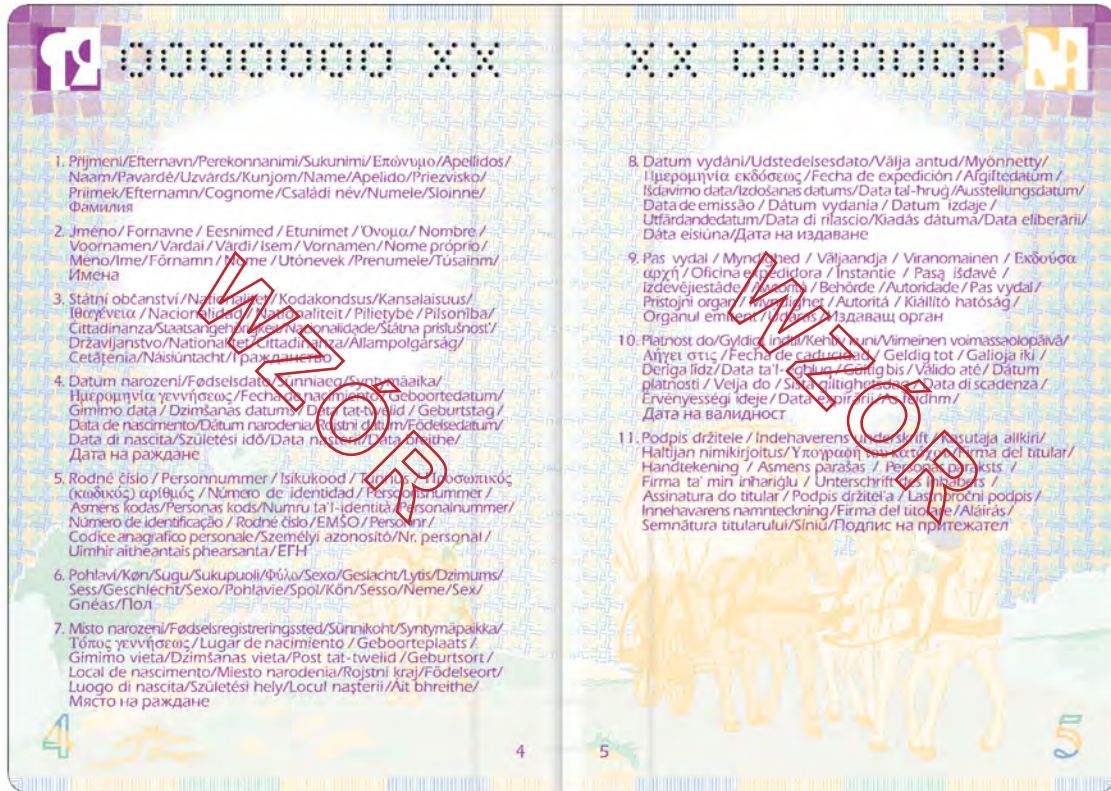 0000000 XX
1. Příjmení/Efternavn/Perekonnanimi/Sukunimi/Επώνυμο/Apellidos/
Naam/Pavardė/Uzvārds/Kunjom/Name/Apelido/Priezvisko/
Priimek/Efternamn/Cognome/Családi név/Numele/Sloinne/
Фамилия
2. Jméno/Fornavne/Eesnimed/Etunimet/Όνομα/Nombre/
Voornamen/Vardai/Vārdi/Isem/Vornamen/Nome próprio/
Meno/Ime/Förnamn/Nome/Utónevek/Prenumele/Túsainm/
Имена
3. Státní občanství/Nationalitet/Kodakondsus/Kansalaisuus/
Ιθαγένεια/Nacionalidad/Nationaliteit/Pilietybė/Pilsonība/
Cittadinanza/Staatsangehörigkeit/Nacionalidade/Štátna príslušnosť/
Državljanstvo/Nationalitet/Cittadinanza/Állampolgárság/
Cetăţenia/Náisiúntacht/Гражданство
4. Datum narození/Fødselsdato/Sünniaeg/Syntymäaika/
Ημερομηνία γεννήσεως/Fecha de nacimiento/Geboortedatum/
Gimimo data/Dzimšanas datums/Data tat-twelid/Geburtstag/
Data de nascimento/Dátum narodenia/Rojstni datum/Födelsedatum/
Data di nascita/Születési idő/Data naşterii/Data breithe/
Дата на раждане
5. Rodné číslo/Personnummer/Isikukood/Προσωπικός
(κωδικός) αριθμός/Número de identidad/Personnummer/
Asmens kodas/Personas kods/Numru ta'l-identità/Personalnummer/
Número de identificação/Rodné číslo/EMŠO/Personnr/
Codice anagrafico personale/Személyi azonosító/Nr. personal/
Uimhir aitheantais phearsanta/ЕГН
6. Pohlaví/Køn/Sugu/Sukupuoli/Φύλο/Sexo/Geslacht/Lytis/Dzimums/
Sess/Geschlecht/Sexo/Pohlavie/Spol/Kön/Sesso/Neme/Sex/
Gnéas/Пол
7. Místo narození/Fødselsregistreringssted/Sünnikoht/Syntymäpaikka/
Τόπος γεννήσεως/Lugar de nacimiento/Geboorteplaats/
Gimimo vieta/Dzimšanas vieta/Post tat-twelid/Geburtsort/
Local de nascimento/Miesto narodenia/Rojstni kraj/Födelseort/
Luogo di nascita/Születési hely/Locul naşterii/Áit bhreithe/
Място на раждане
WZÓR
4
4
XX 0000000
8. Datum vydání/Udstedelsesdato/Välja antud/Myönnetty/
Ημερομηνία εκδόσεως/Fecha de expedición/Afgiftedatum/
Išdavimo data/Izdošanas datums/Data tal-ħruġ/Ausstellungsdatum/
Data de emissão/Dátum vydania/Datum izdaje/
Utfärdandedatum/Data di rilascio/Kiadás dátuma/Data eliberării/
Dáta eisiúna/Дата на издаване
9. Pas vydal/Myndighed/Väljaandja/Viranomainen/Εκδούσα
αρχή/Oficina expedidora/Instantie/Pasą išdavė/
Izdevējiestāde/Awtorità/Behörde/Autoridade/Pas vydal/
Pristojni organ/Myndighet/Autorità/Kiállító hatóság/
Organul emitent/Údarás/Издаващ орган
10. Platnost do/Gyldig indtil/Kehtiv kuni/Viimeinen voimassaolopäivä/
Λήγει στις/Fecha de caducidad/Geldig tot/Galioja iki/
Derīga līdz/Data ta'l-għeluq/Gültig bis/Válido até/Dátum
platnosti/Velja do/Sista giltighetsdag/Data di scadenza/
Érvényességi ideje/Data expirării/As feidhm/
Дата на валидност
11. Podpis držitele/Indehaverens underskrift/Kasutaja allkiri/
Haltijan nimikirjoitus/Υπογραφή του κατόχου/Firma del titular/
Handtekening/Asmens parašas/Personas paraksts/
Firma ta' min inħariġlu/Unterschrift des Inhabers/
Assinatura do titular/Podpis držiteľa/Lastnoročni podpis/
Innehavarens namnteckning/Firma del titolare/Aláírás/
Semnătura titularului/Síniú/Подпис на притежател
WZÓR
5
5